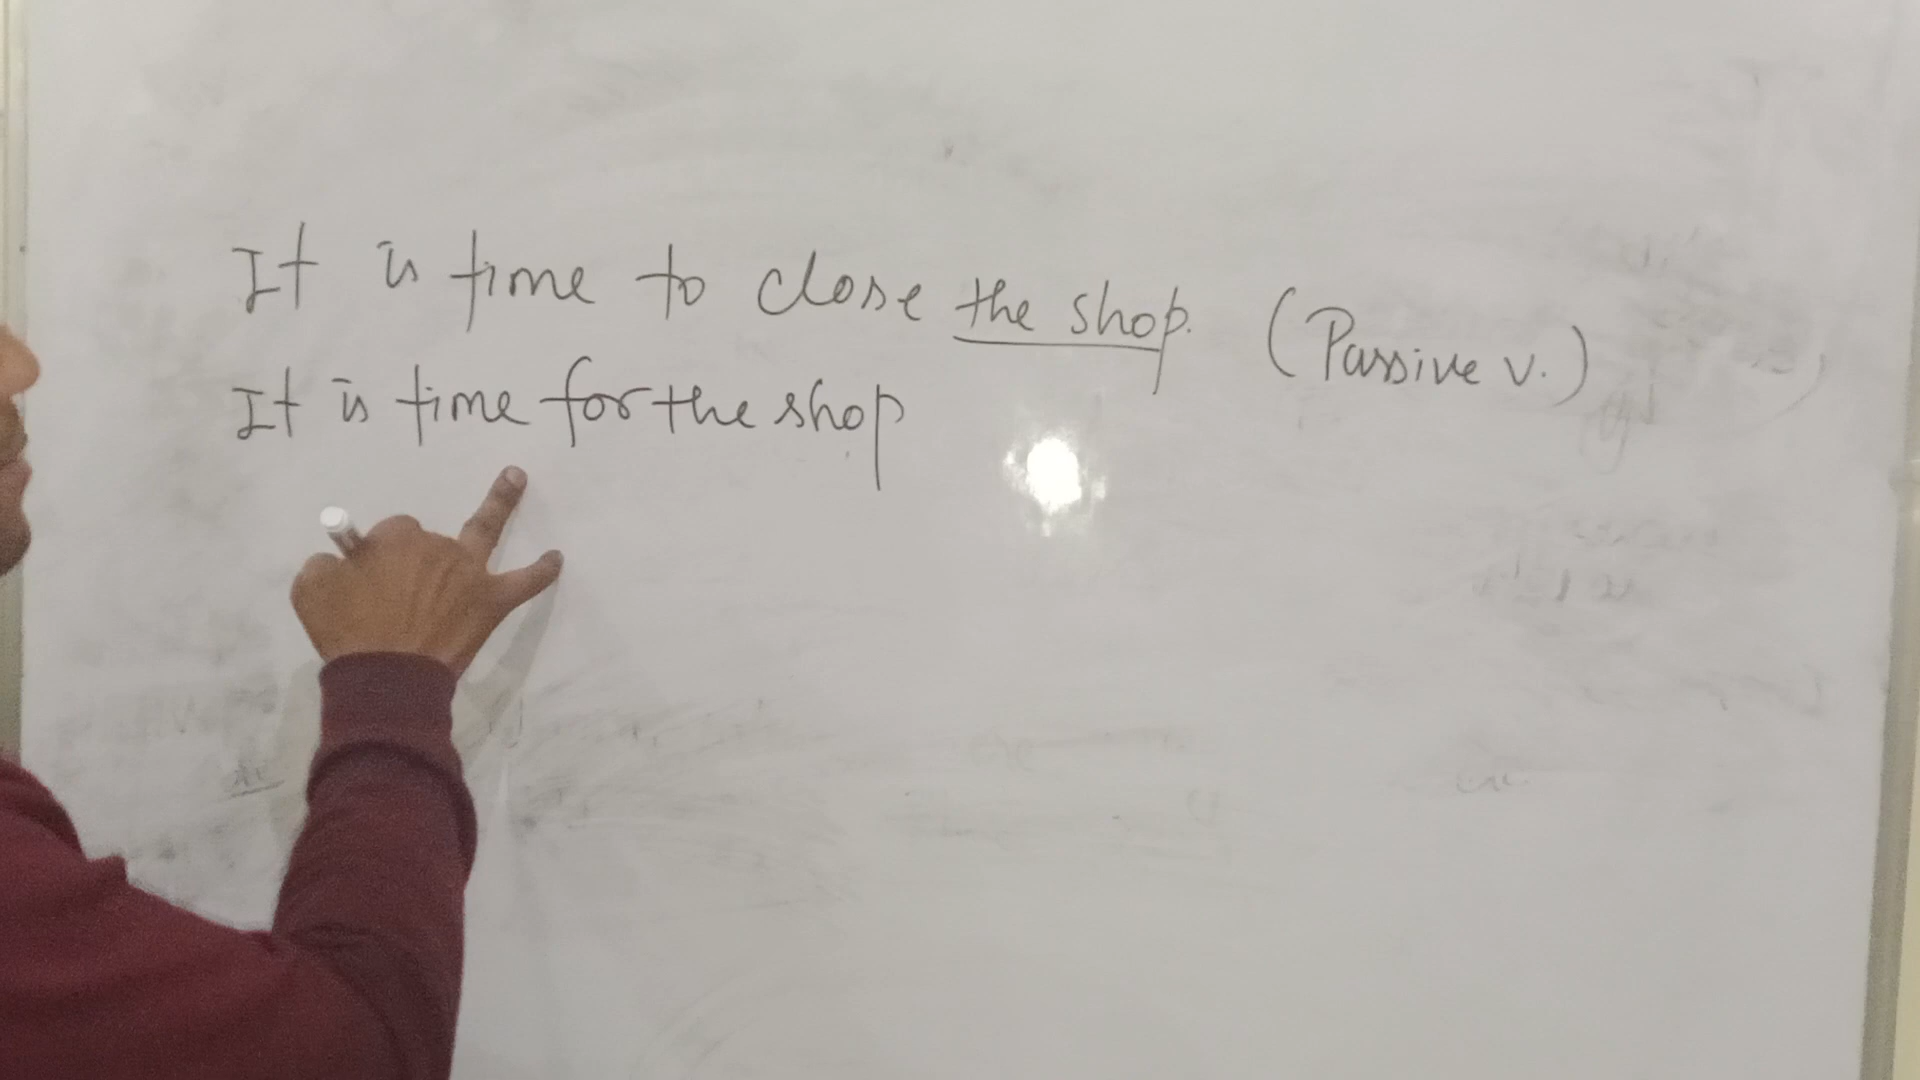 It is time to close the shop. (Passive v.)
It is time for the shop